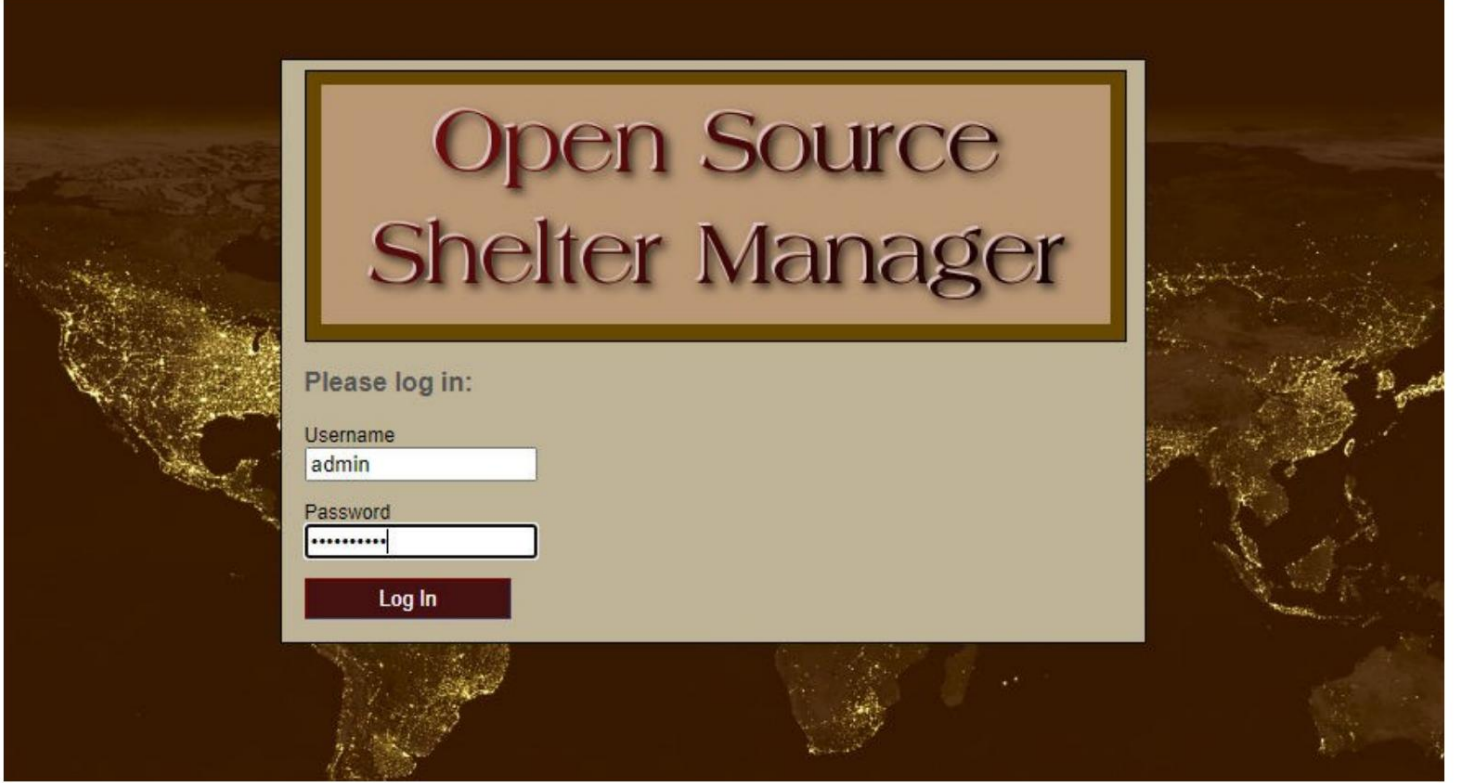 Open Source
Shelter Manager
Please log in:
Username
admin
Password
••••••••••
Log In